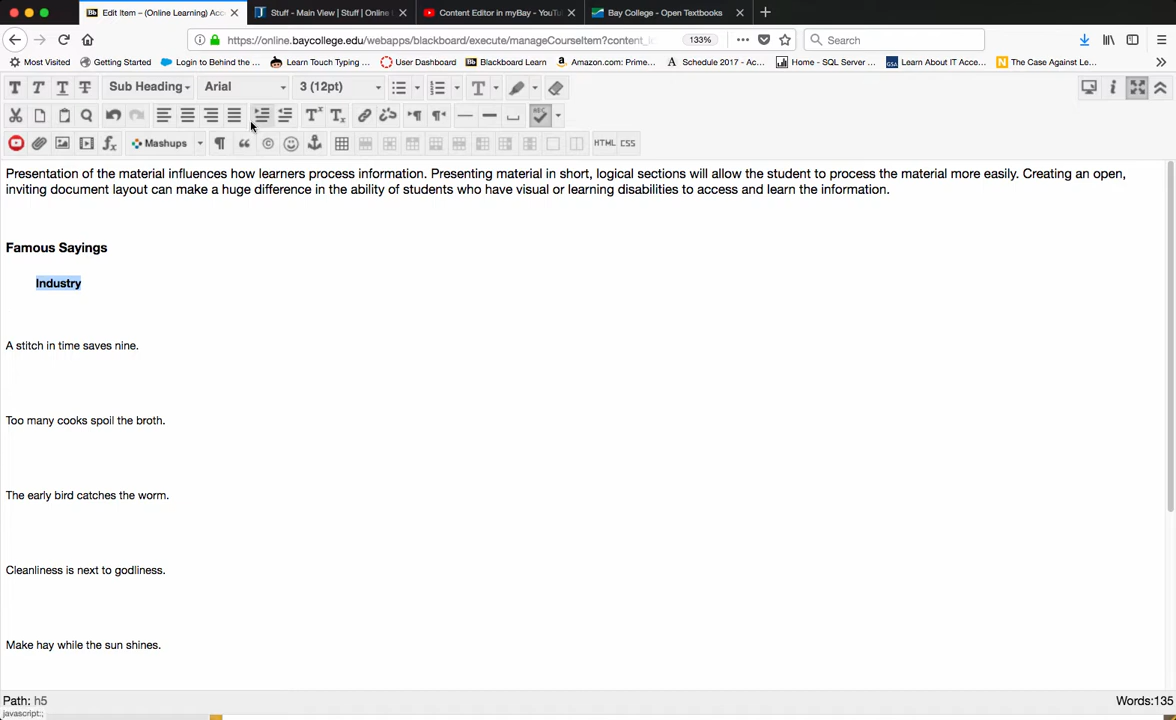 Edit Item – (Online Learning) Acc
Stuff - Main View | Stuff | Online
Content Editor in myBay - YouTu
Bay College - Open Textbooks
https://online.baycollege.edu/webapps/blackboard/execute/manageCourseItem?content_i
133%
Search
Most Visited
Getting Started
Login to Behind the ...
Learn Touch Typing ...
User Dashboard
Blackboard Learn
Amazon.com: Prime...
Schedule 2017 - Ac...
Home - SQL Server ...
Learn About IT Acce...
The Case Against Le...
T T T T Sub Heading Arial 3 (12pt) T
ABC
Mashups
HTML CSS
Presentation of the material influences how learners process information. Presenting material in short, logical sections will allow the student to process the material more easily. Creating an open,
inviting document layout can make a huge difference in the ability of students who have visual or learning disabilities to access and learn the information.
Famous Sayings
Industry
A stitch in time saves nine.
Too many cooks spoil the broth.
The early bird catches the worm.
Cleanliness is next to godliness.
Make hay while the sun shines.
Path: h5
Words:135
javascript:;